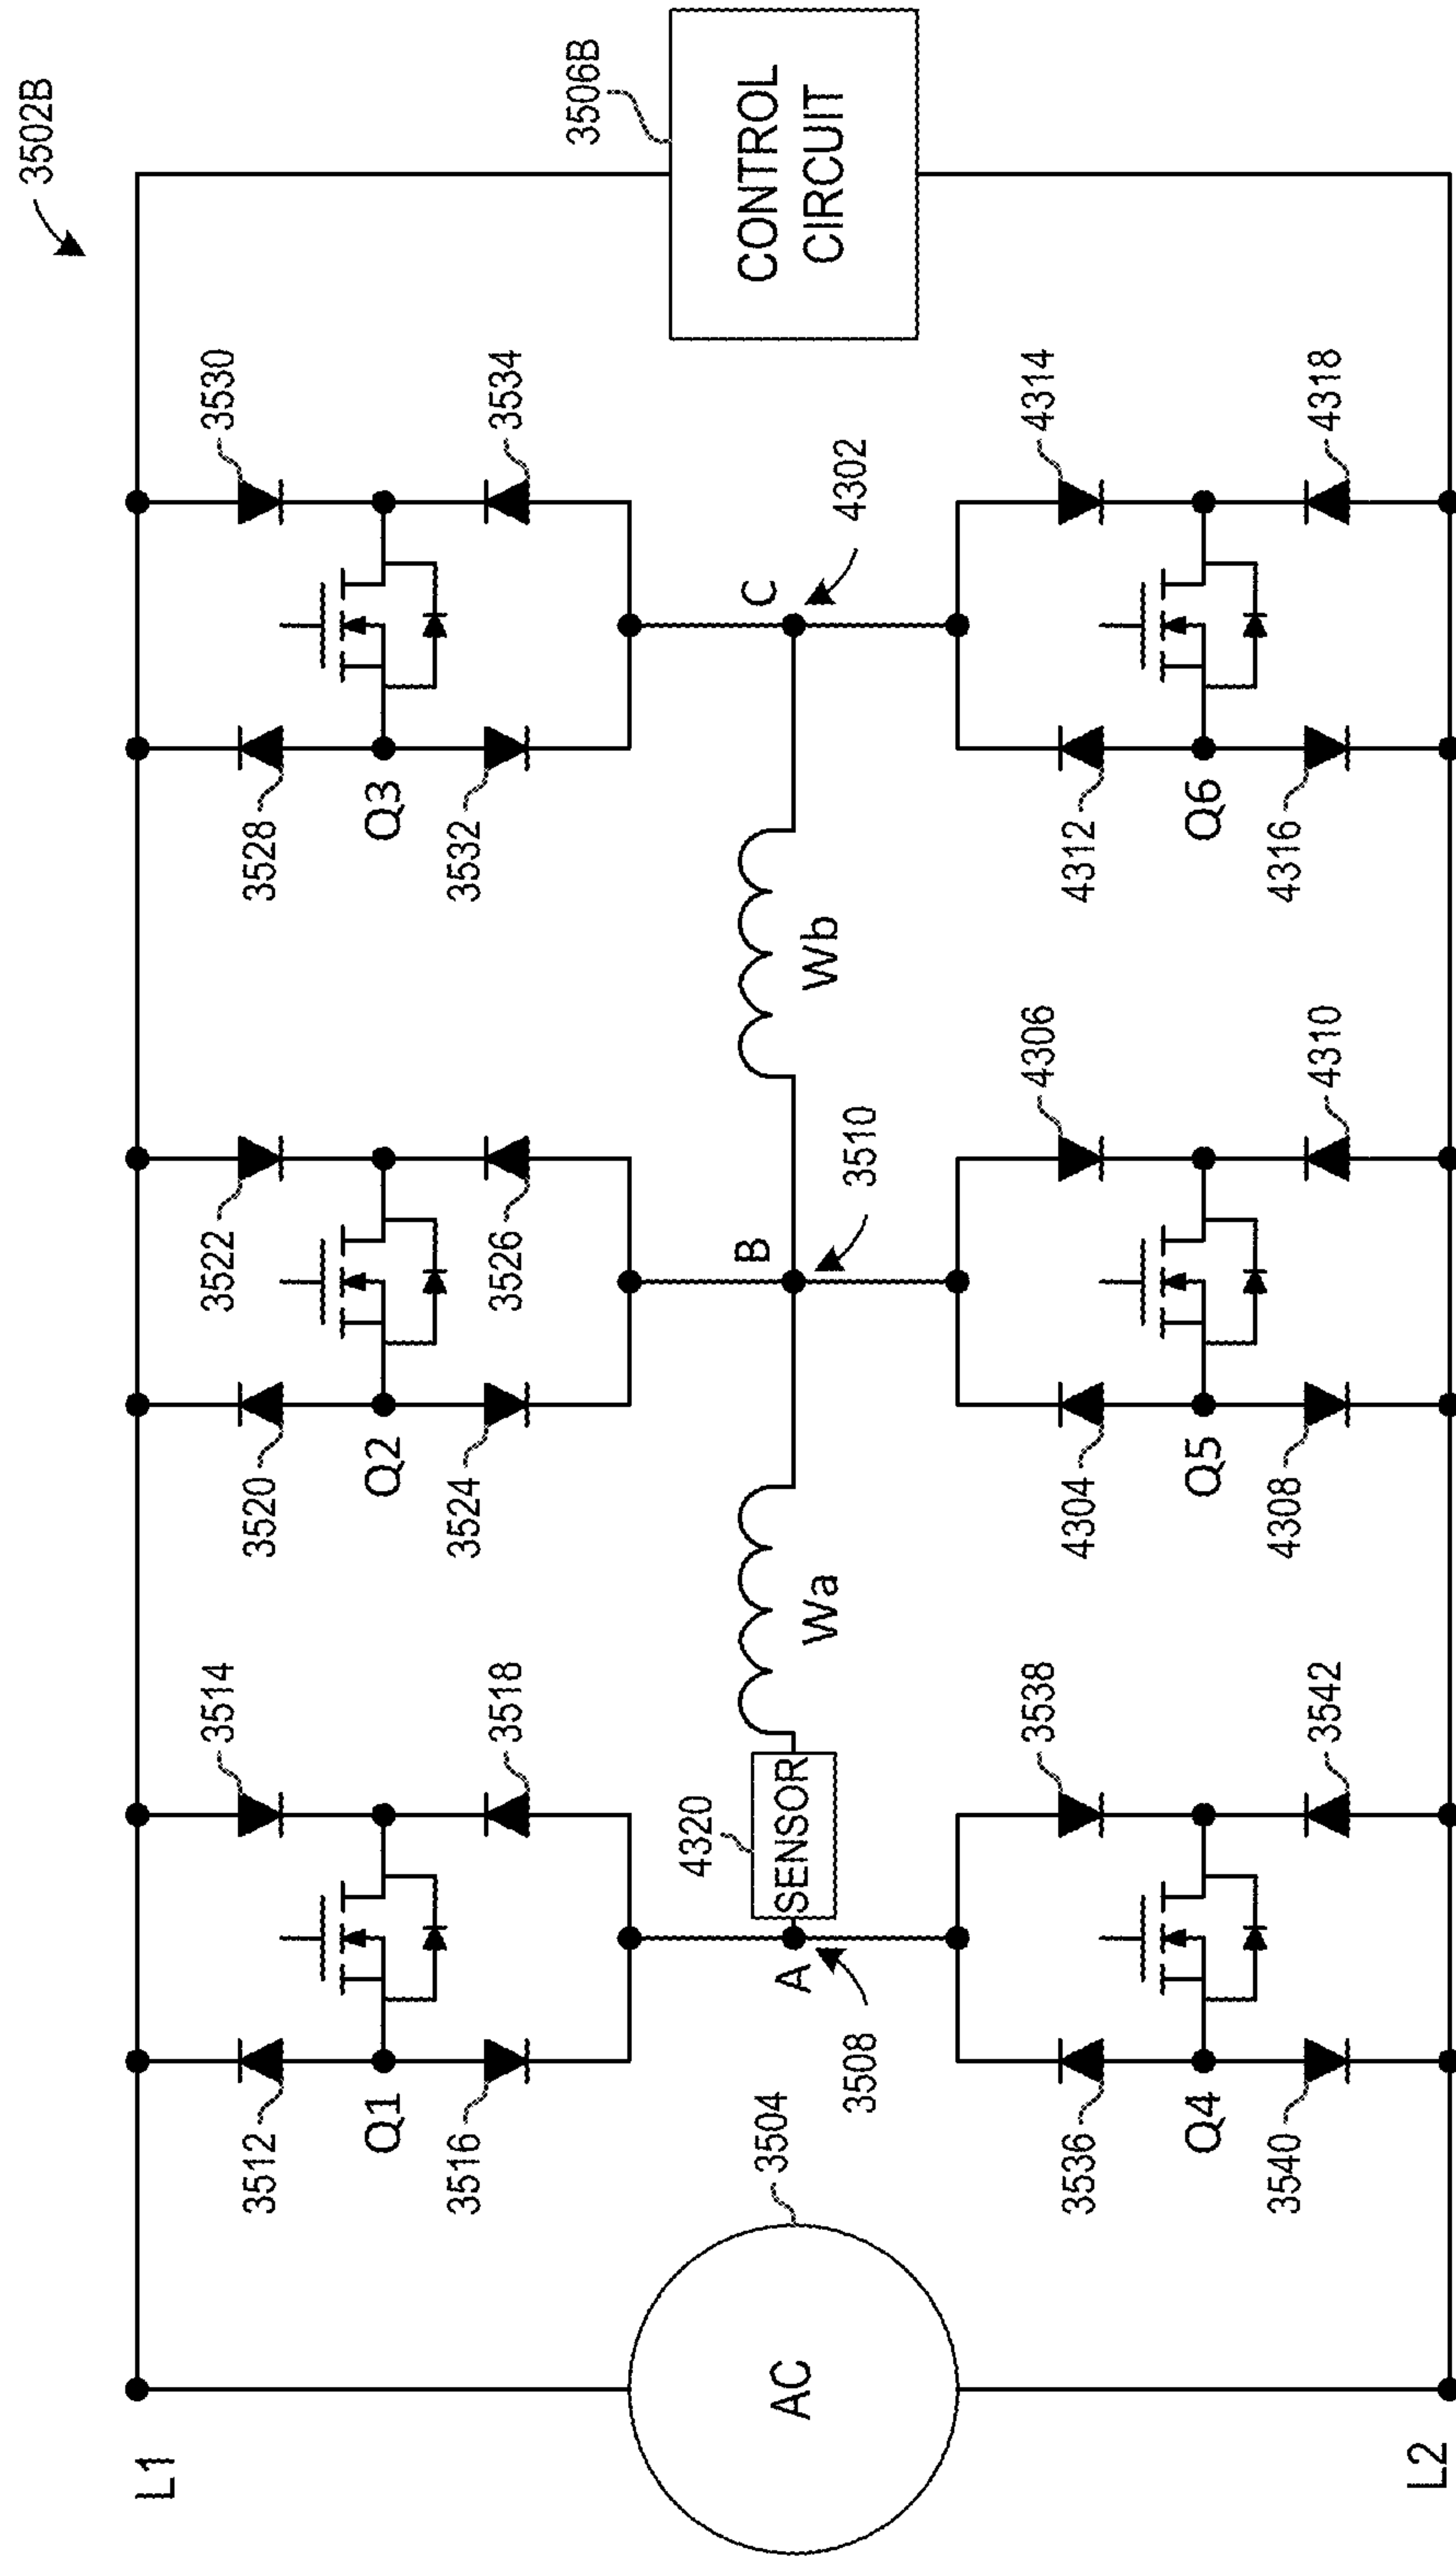 3502B
L1
L2
AC
3504
3506B
CONTROL
CIRCUIT
3512
3514
Q1
3516
3518
3520
3522
Q2
3524
3526
3528
3530
Q3
3532
3534
A
3508
4320
SENSOR
Wa
B
3510
Wb
C
4302
3536
3538
Q4
3540
3542
4304
4306
Q5
4308
4310
4312
4314
Q6
4316
4318